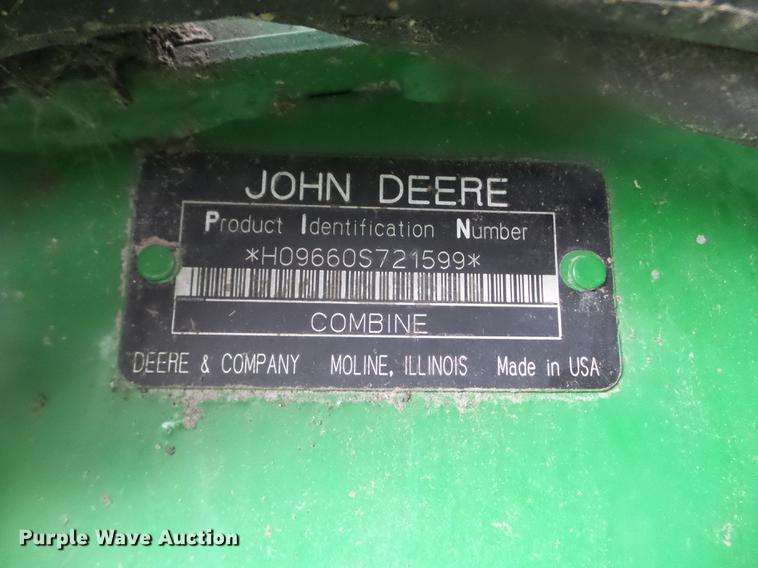 JOHN DEERE
Product Identification Number
*H09660S721599*
COMBINE
DEERE & COMPANY MOLINE, ILLINOIS Made in USA
Purple Wave Auction